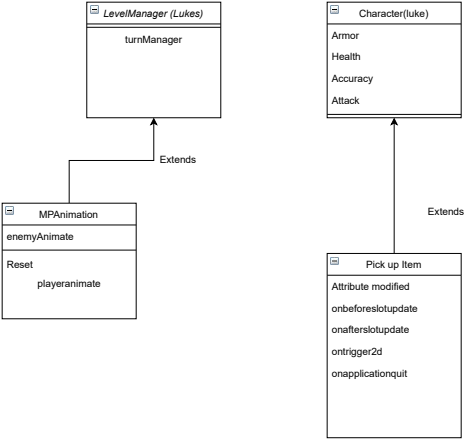 LevelManager (Lukes)
turnManager
Extends
MPAnimation
enemyAnimate
Reset
playeranimate
Character(luke)
Armor
Health
Accuracy
Attack
Extends
Pick up Item
Attribute modified
onbeforeslotupdate
onafterslotupdate
ontrigger2d
onapplicationquit